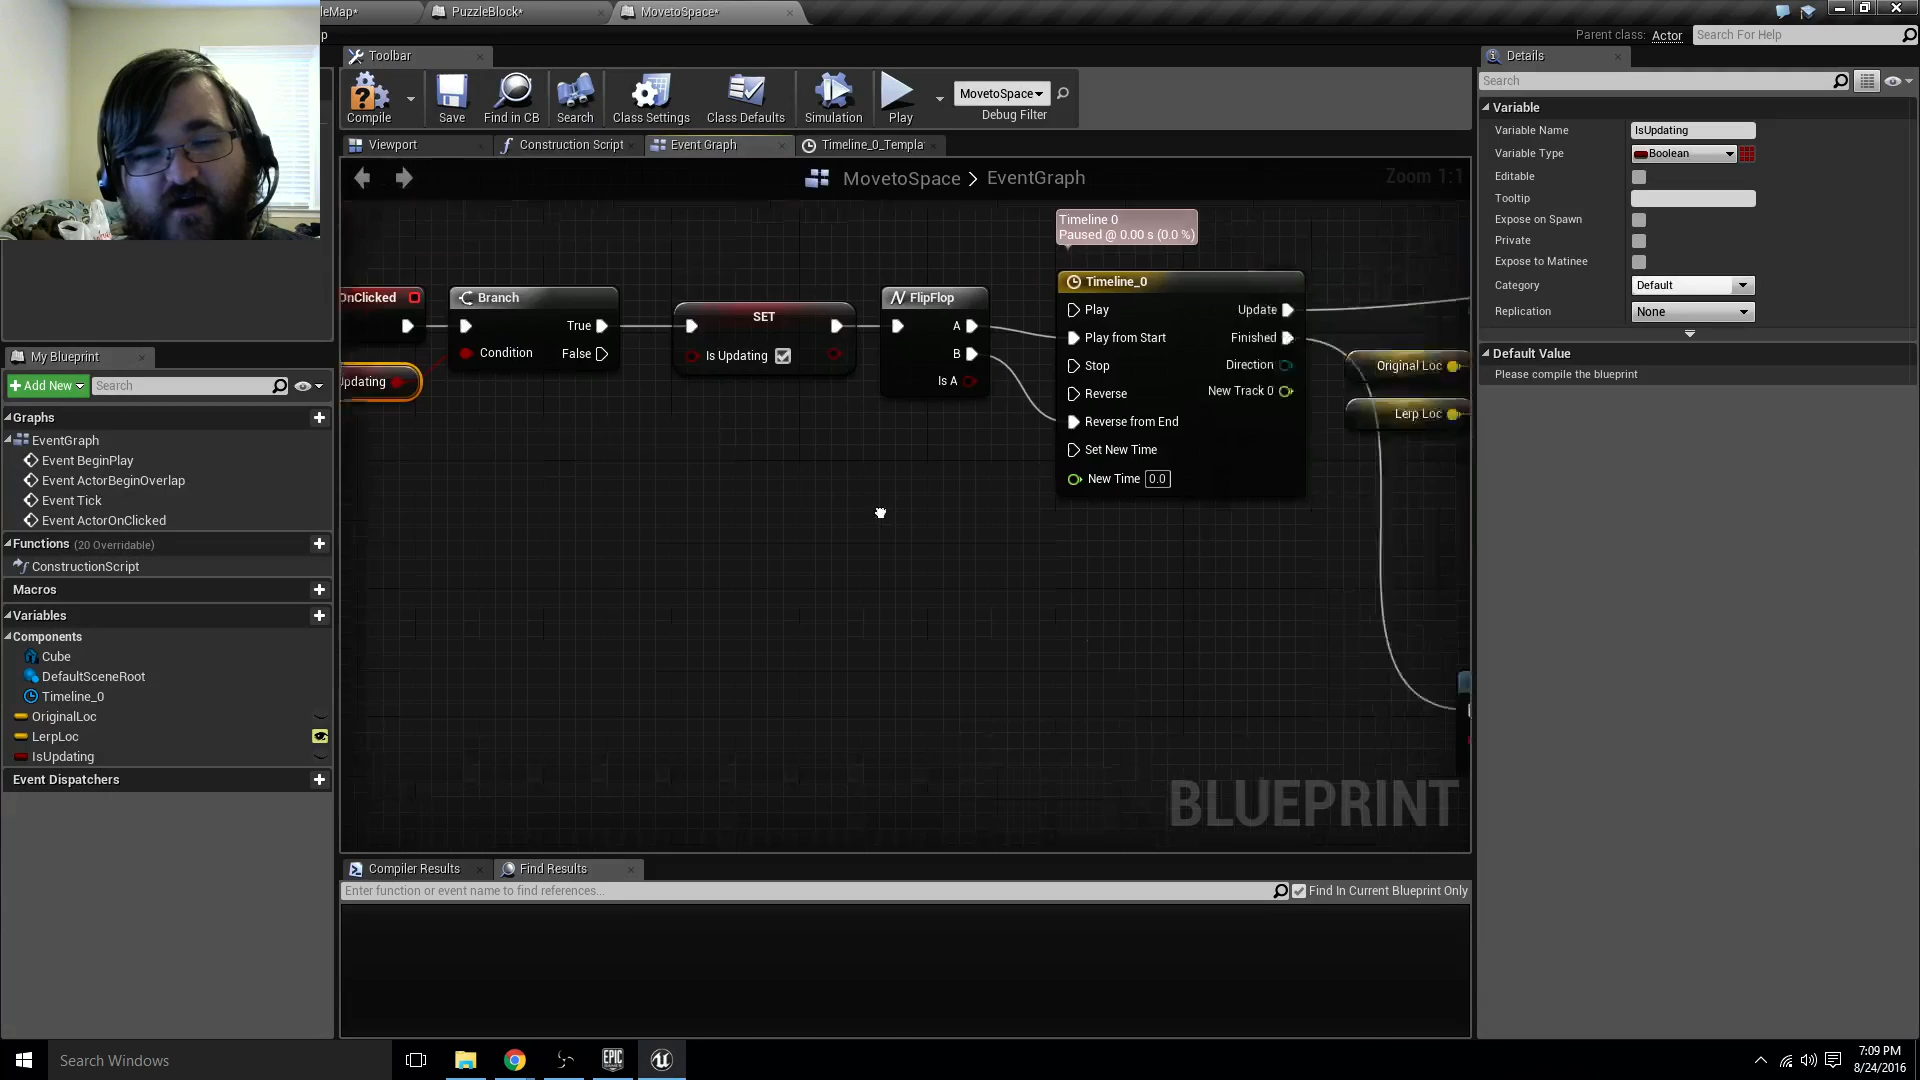 leMap*
PuzzleBlock*
MovetoSpace*
p
Parent class: Actor
Search For Help
Toolbar
Details
Compile
Save
Find in CB
Search
Class Settings
Class Defaults
Simulation
Play
MovetoSpace
Debug Filter
Search
Variable
Variable Name IsUpdating
Variable Type Boolean
Editable
Tooltip
Expose on Spawn
Private
Expose to Matinee
Category Default
Replication None
Default Value
Please compile the blueprint
Viewport
Construction Script
Event Graph
Timeline_0_Templa
MovetoSpace > EventGraph
Zoom 1:1
Timeline 0
Paused @ 0.00 s (0.0 %)
OnClicked
Updating
Branch
True
Condition False
SET
Is Updating
FlipFlop
A
B
Is A
Timeline_0
Play Update
Play from Start Finished
Stop Direction
Reverse New Track 0
Reverse from End
Set New Time
New Time 0.0
Original Loc
Lerp Loc
BLUEPRINT
My Blueprint
Add New
Search
Graphs
EventGraph
Event BeginPlay
Event ActorBeginOverlap
Event Tick
Event ActorOnClicked
Functions (20 Overridable)
ConstructionScript
Macros
Variables
Components
Cube
DefaultSceneRoot
Timeline_0
OriginalLoc
LerpLoc
IsUpdating
Event Dispatchers
Compiler Results
Find Results
Enter function or event name to find references...
Find In Current Blueprint Only
Search Windows
EPIC
GAMES
7:09 PM
8/24/2016